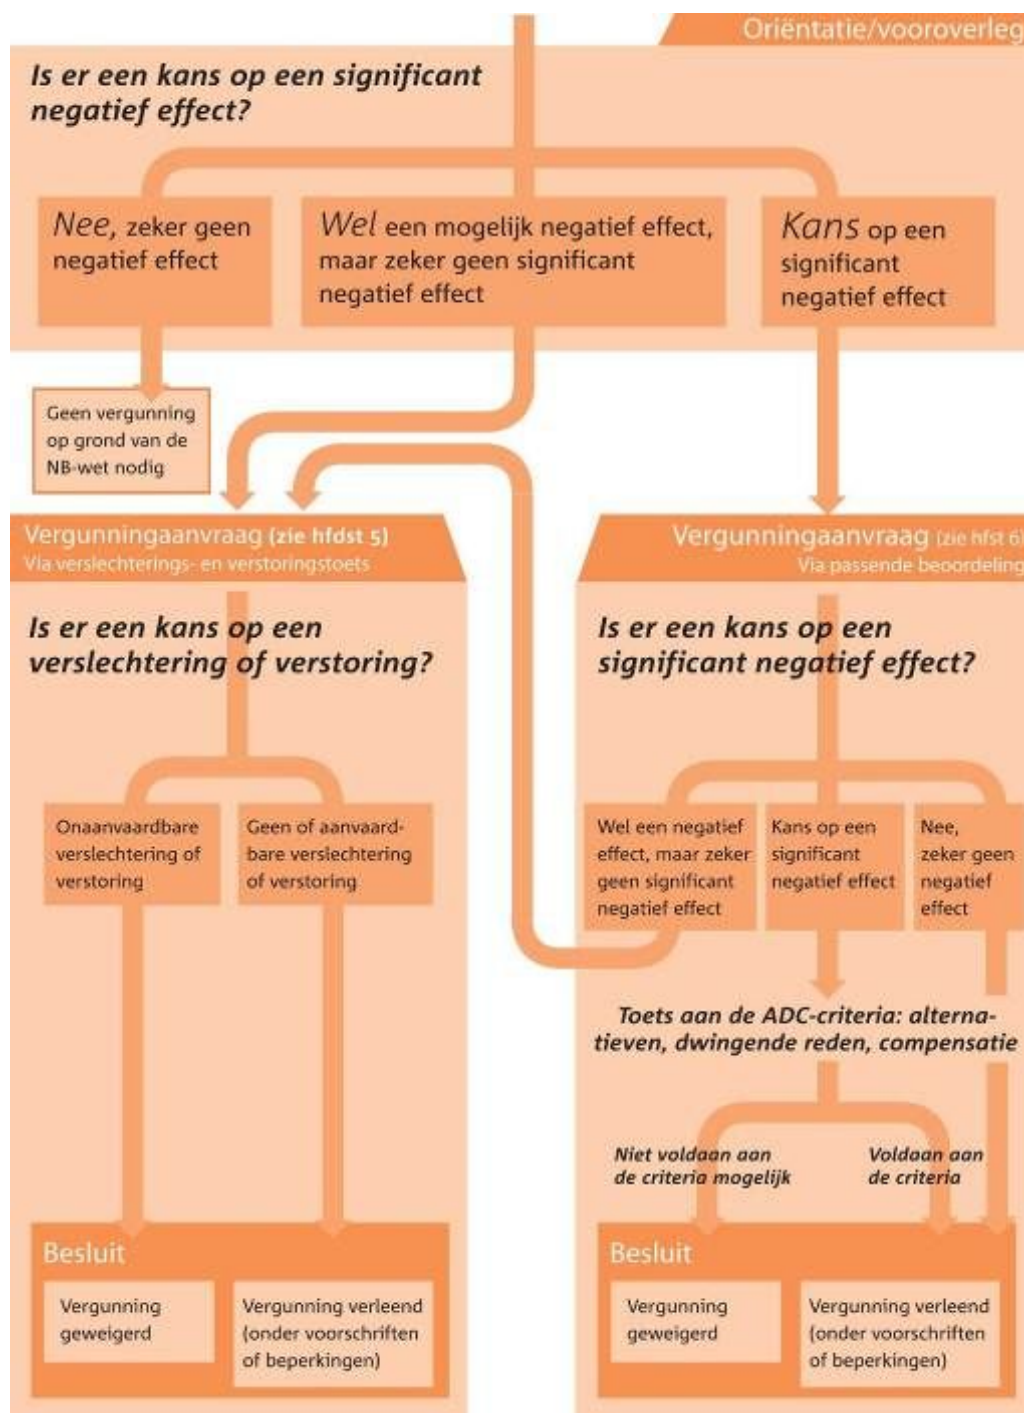 Oriëntatie/vooroverleg
Is er een kans op een significant
negatief effect?
Nee, zeker geen
negatief effect
Wel een mogelijk negatief effect,
maar zeker geen significant
negatief effect
Kans op een
significant
negatief effect
Geen vergunning
op grond van de
NB-wet nodig
Vergunningaanvraag (zie hfdst 5)
Via verslechterings- en verstoringstoets
Is er een kans op een
verslechtering of verstoring?
Onaanvaardbare
verslechtering of
verstoring
Geen of aanvaard-
bare verslechtering
of verstoring
Besluit
Vergunning
geweigerd
Vergunning verleend
(onder voorschriften
of beperkingen)
Vergunningaanvraag (zie hfst 6)
Via passende beoordeling
Is er een kans op een
significant negatief effect?
Wel een negatief
effect, maar zeker
geen significant
negatief effect
Kans op een
significant
negatief effect
Nee,
zeker geen
negatief
effect
Toets aan de ADC-criteria: alterna-
tieven, dwingende reden, compensatie
Niet voldaan aan
de criteria mogelijk
Voldaan aan
de criteria
Besluit
Vergunning
geweigerd
Vergunning verleend
(onder voorschriften
of beperkingen)